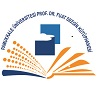 PAMUKKALE ÜNİVERSİTESİ PROF. DR. FUAT SEZGİN KÜTÜPHANESİ